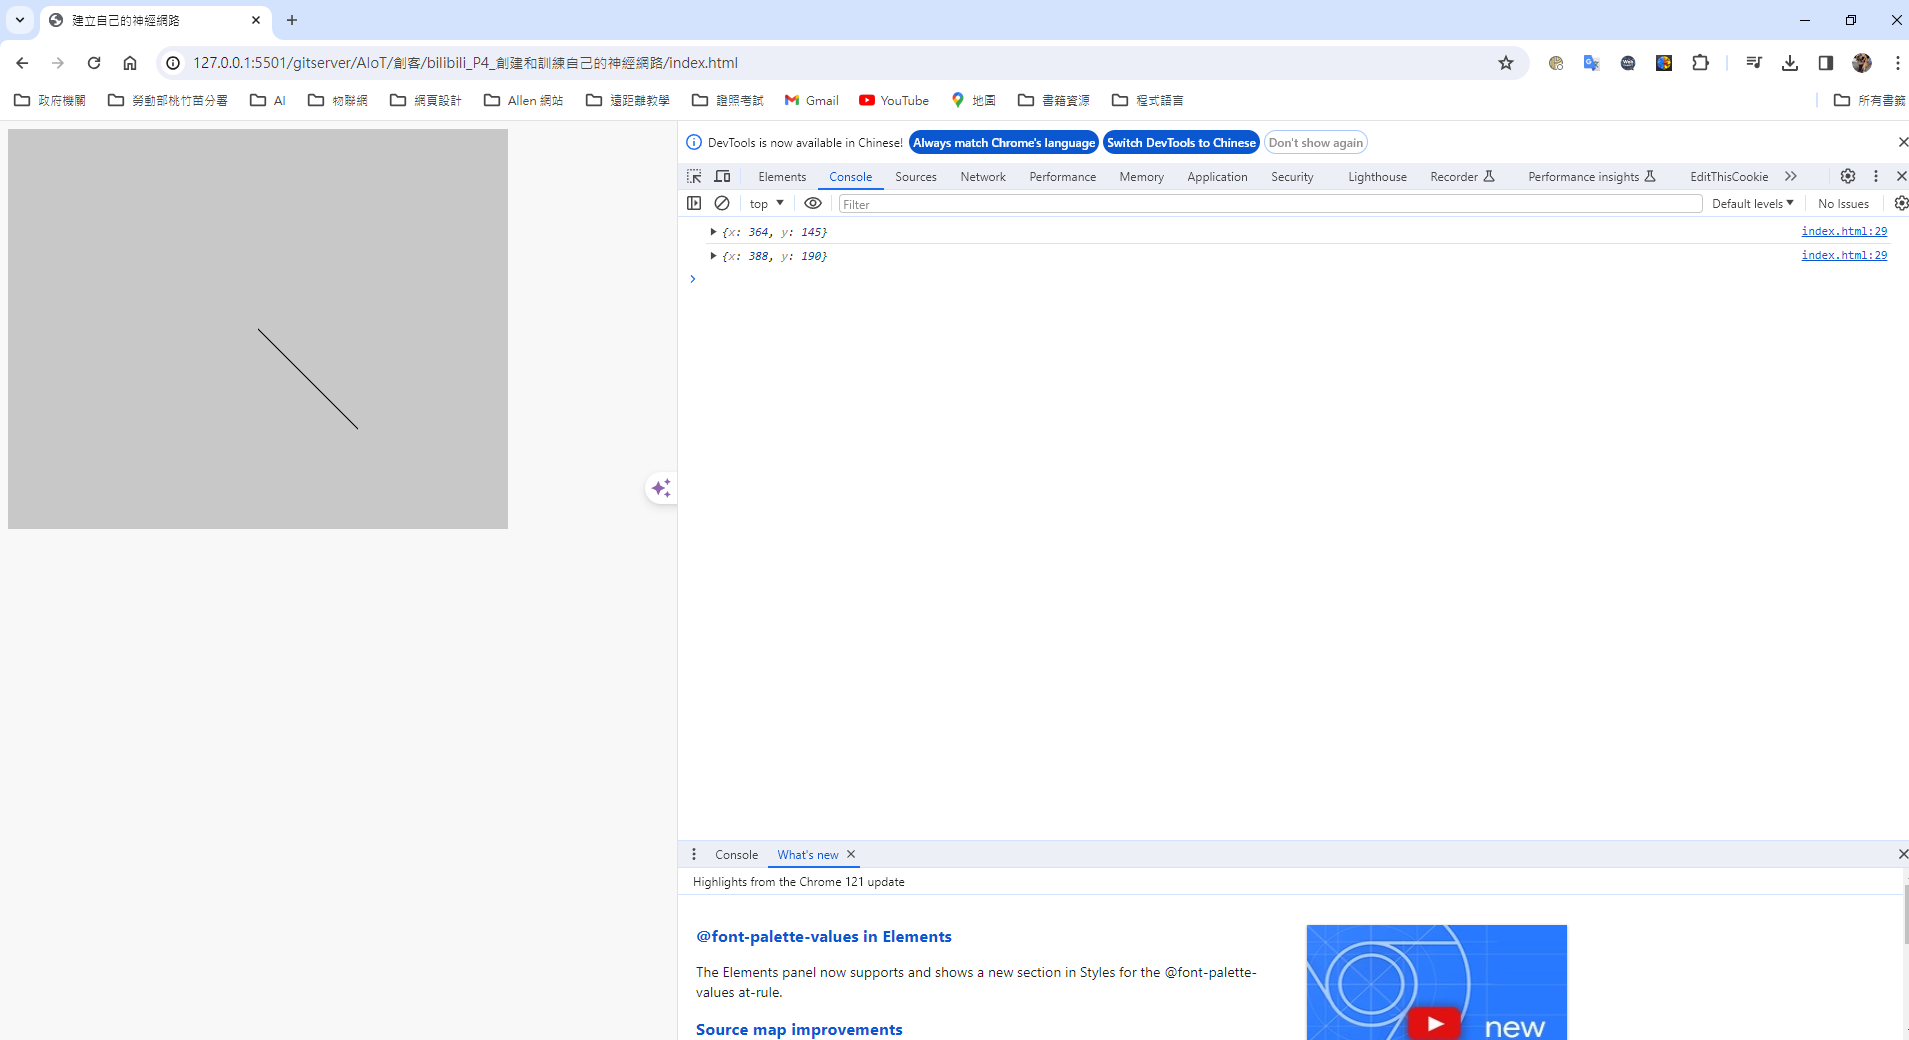 建立自己的神經網路
127.0.0.1:5501/gitserver/AIoT/創客/bilibili_P4_創建和訓練自己的神經網路/index.html
政府機關 勞動部桃竹苗分署 AI 物聯網 網頁設計 Allen 網站 遠距離教學 證照考試 Gmail YouTube 地圖 書籍資源 程式語言 所有書籤
DevTools is now available in Chinese! Always match Chrome's language Switch DevTools to Chinese Don't show again
Elements Console Sources Network Performance Memory Application Security Lighthouse Recorder Performance insights EditThisCookie
top Filter Default levels No Issues
{x: 364, y: 145} index.html:29
{x: 388, y: 190} index.html:29
Console What's new
Highlights from the Chrome 121 update
@font-palette-values in Elements
The Elements panel now supports and shows a new section in Styles for the @font-palette-
values at-rule.
Source map improvements
new